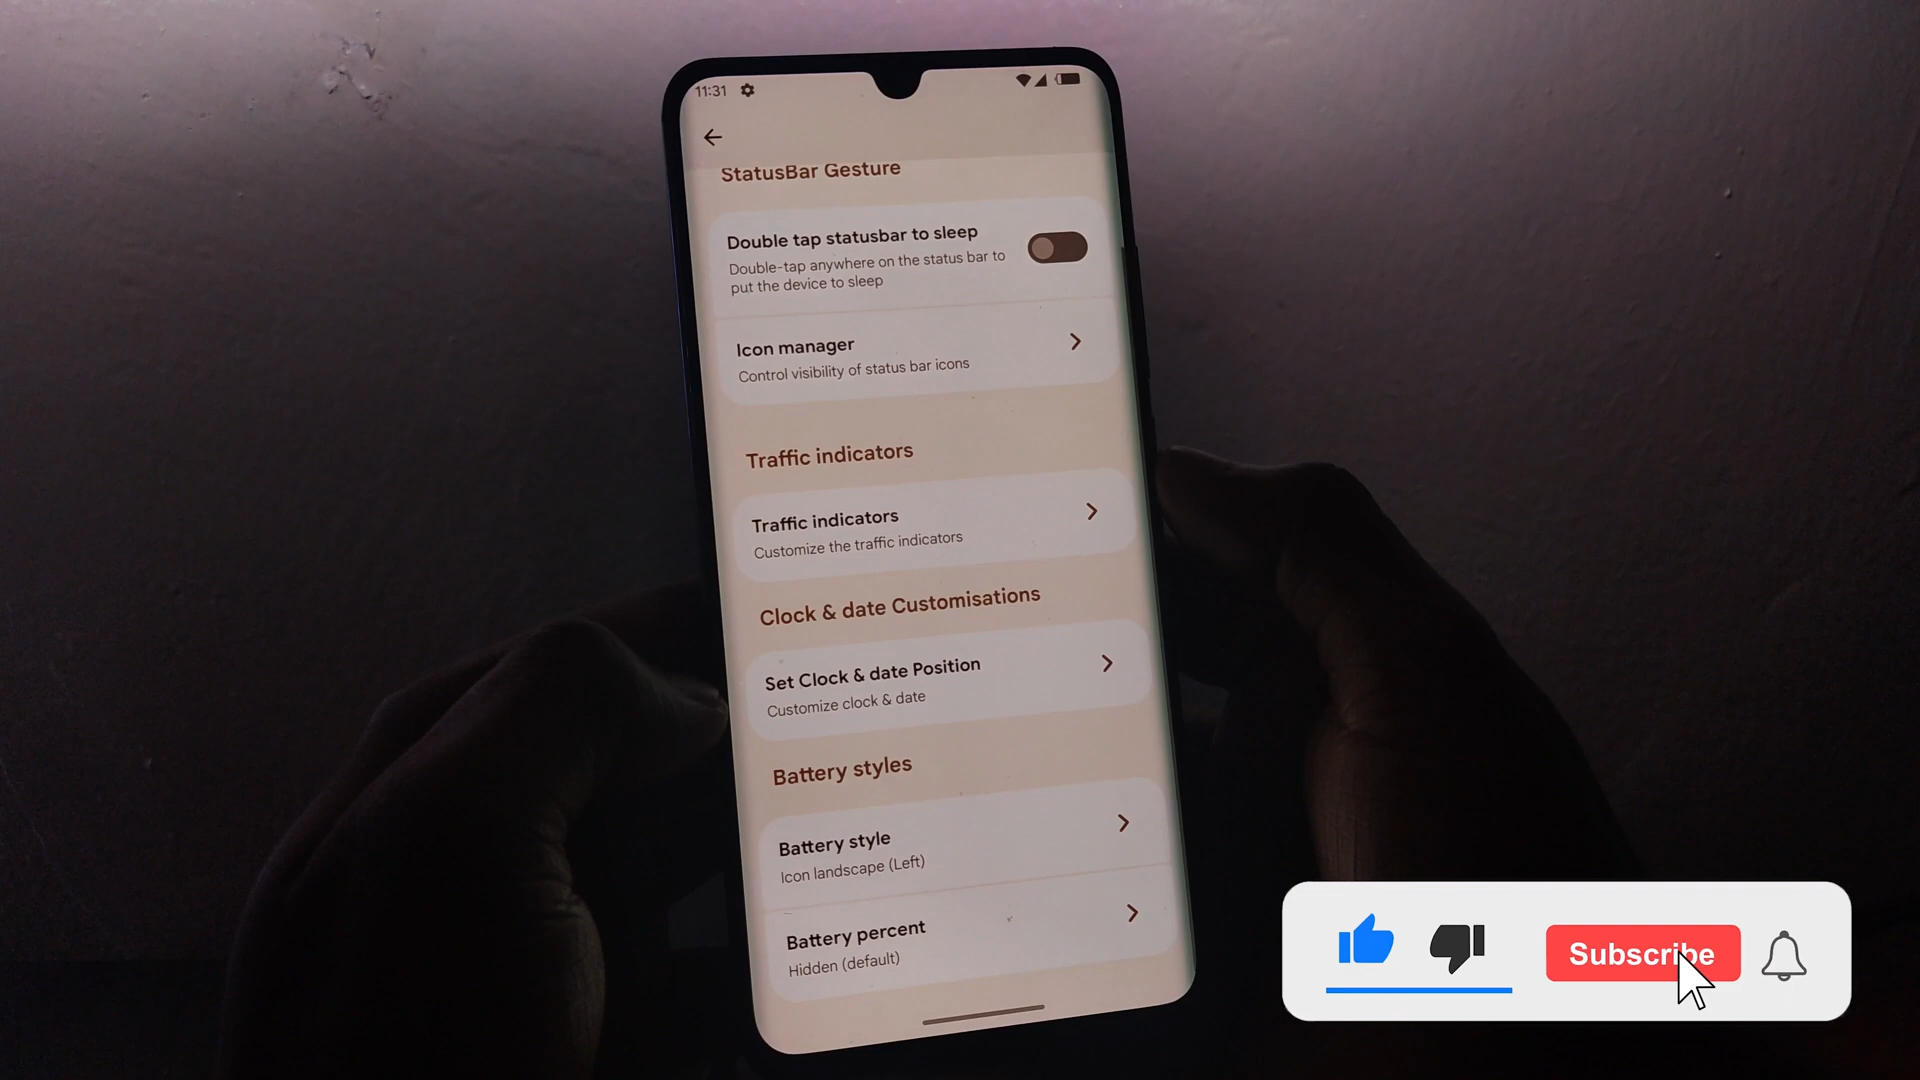 11:31
StatusBar Gesture
Double tap statusbar to sleep
Double-tap anywhere on the status bar to
put the device to sleep
Icon manager
Control visibility of status bar icons
Traffic indicators
Traffic indicators
Customize the traffic indicators
Clock & date Customisations
Set Clock & date Position
Customize clock & date
Battery styles
Battery style
Icon landscape (Left)
Battery percent
Hidden (default)
Subscribe